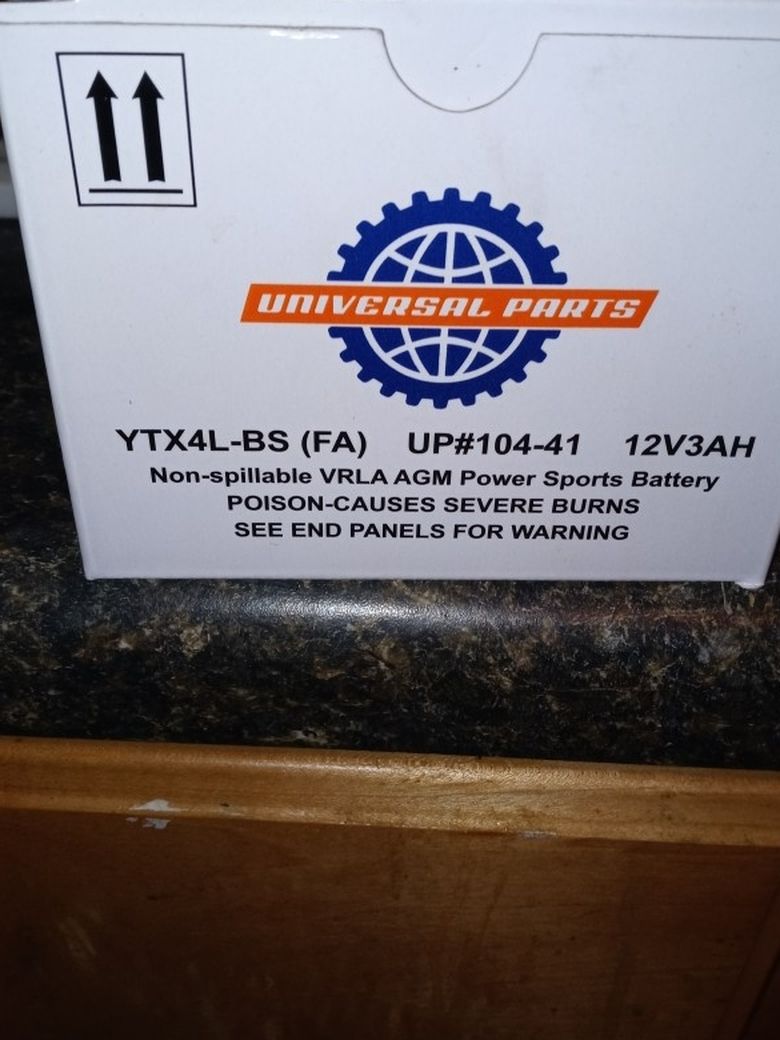 UNIVERSAL PARTS
YTX4L-BS (FA) UP#104-41 12V3AH
Non-spillable VRLA AGM Power Sports Battery
POISON-CAUSES SEVERE BURNS
SEE END PANELS FOR WARNING